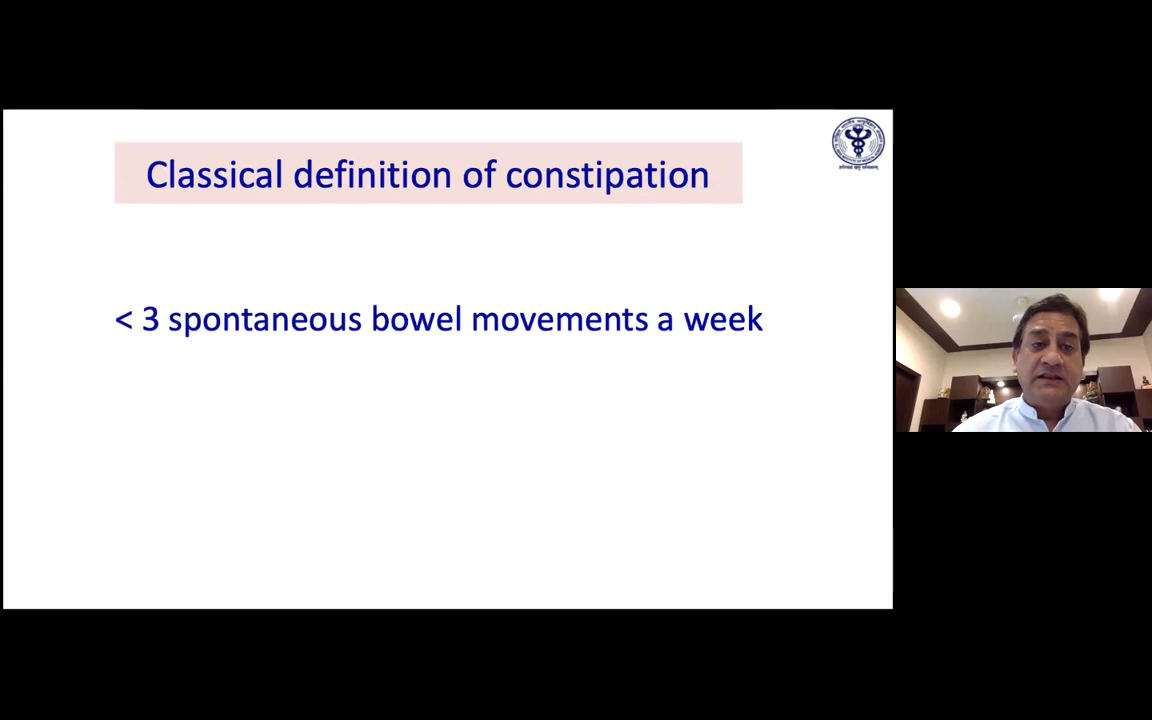 Classical definition of constipation
< 3 spontaneous bowel movements a week